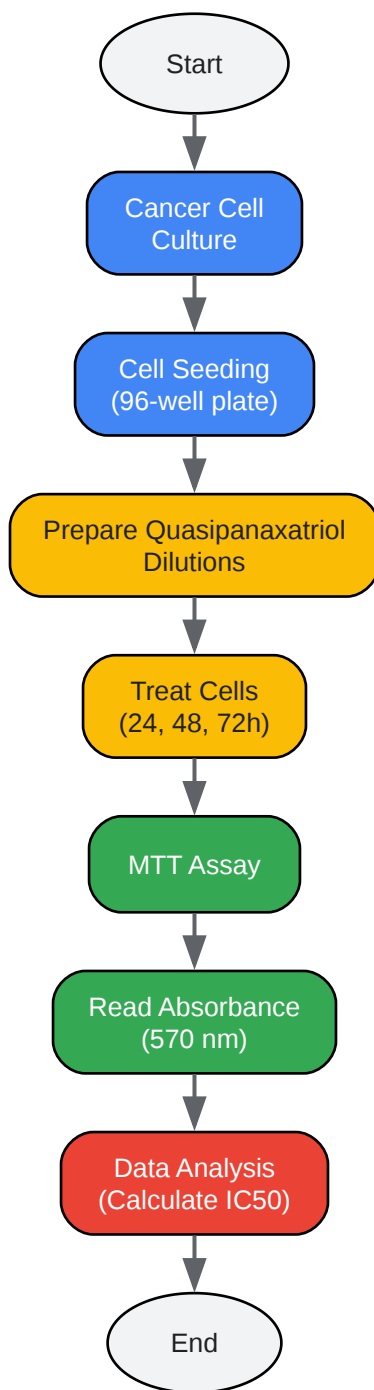 Start
Cancer Cell
Culture
Cell Seeding
(96-well plate)
Prepare Quasipanaxatriol
Dilutions
Treat Cells
(24, 48, 72h)
MTT Assay
Read Absorbance
(570 nm)
Data Analysis
(Calculate IC50)
End